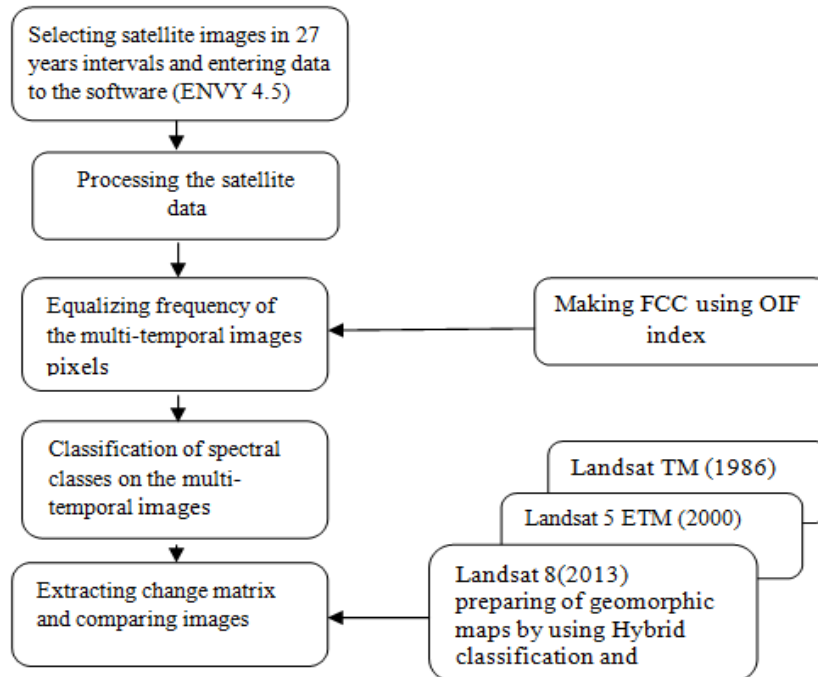 Selecting satellite images in 27
years intervals and entering data
to the software (ENVY 4.5)
Processing the satellite
data
Equalizing frequency of
the multi-temporal images
pixels
Making FCC using OIF
index
Classification of spectral
classes on the multi-
temporal images
Landsat TM (1986)
Landsat 5 ETM (2000)
Extracting change matrix
and comparing images
Landsat 8(2013)
preparing of geomorphic
maps by using Hybrid
classification and